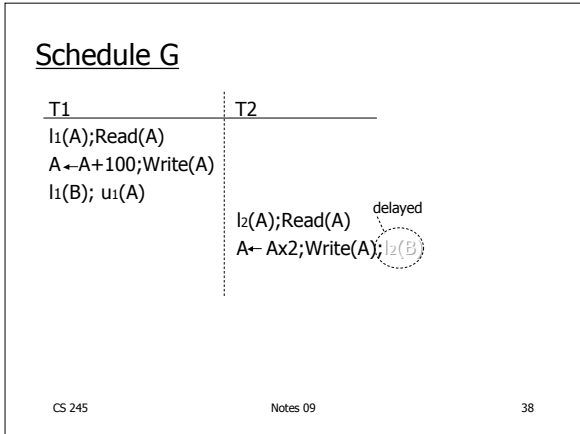 Schedule G
T1 T2
l1(A);Read(A)
A←A+100;Write(A)
l1(B); u1(A)
l2(A);Read(A) delayed
A← Ax2;Write(A);l2(B)
CS 245 Notes 09 38